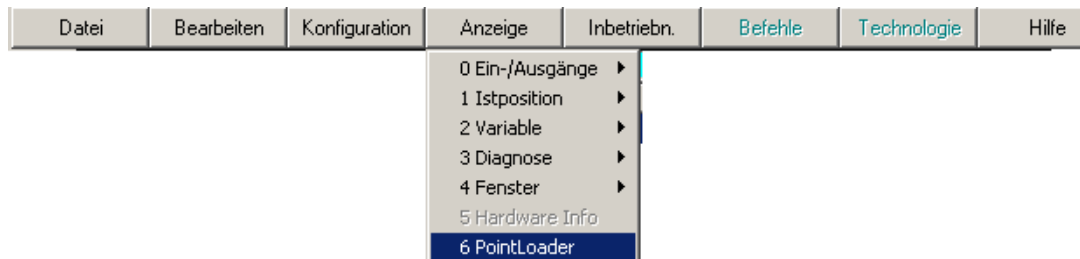 Datei Bearbeiten Konfiguration Anzeige Inbetriebn. Befehle Technologie Hilfe
0 Ein-/Ausgänge
1 Istposition
2 Variable
3 Diagnose
4 Fenster
5 Hardware Info
6 PointLoader